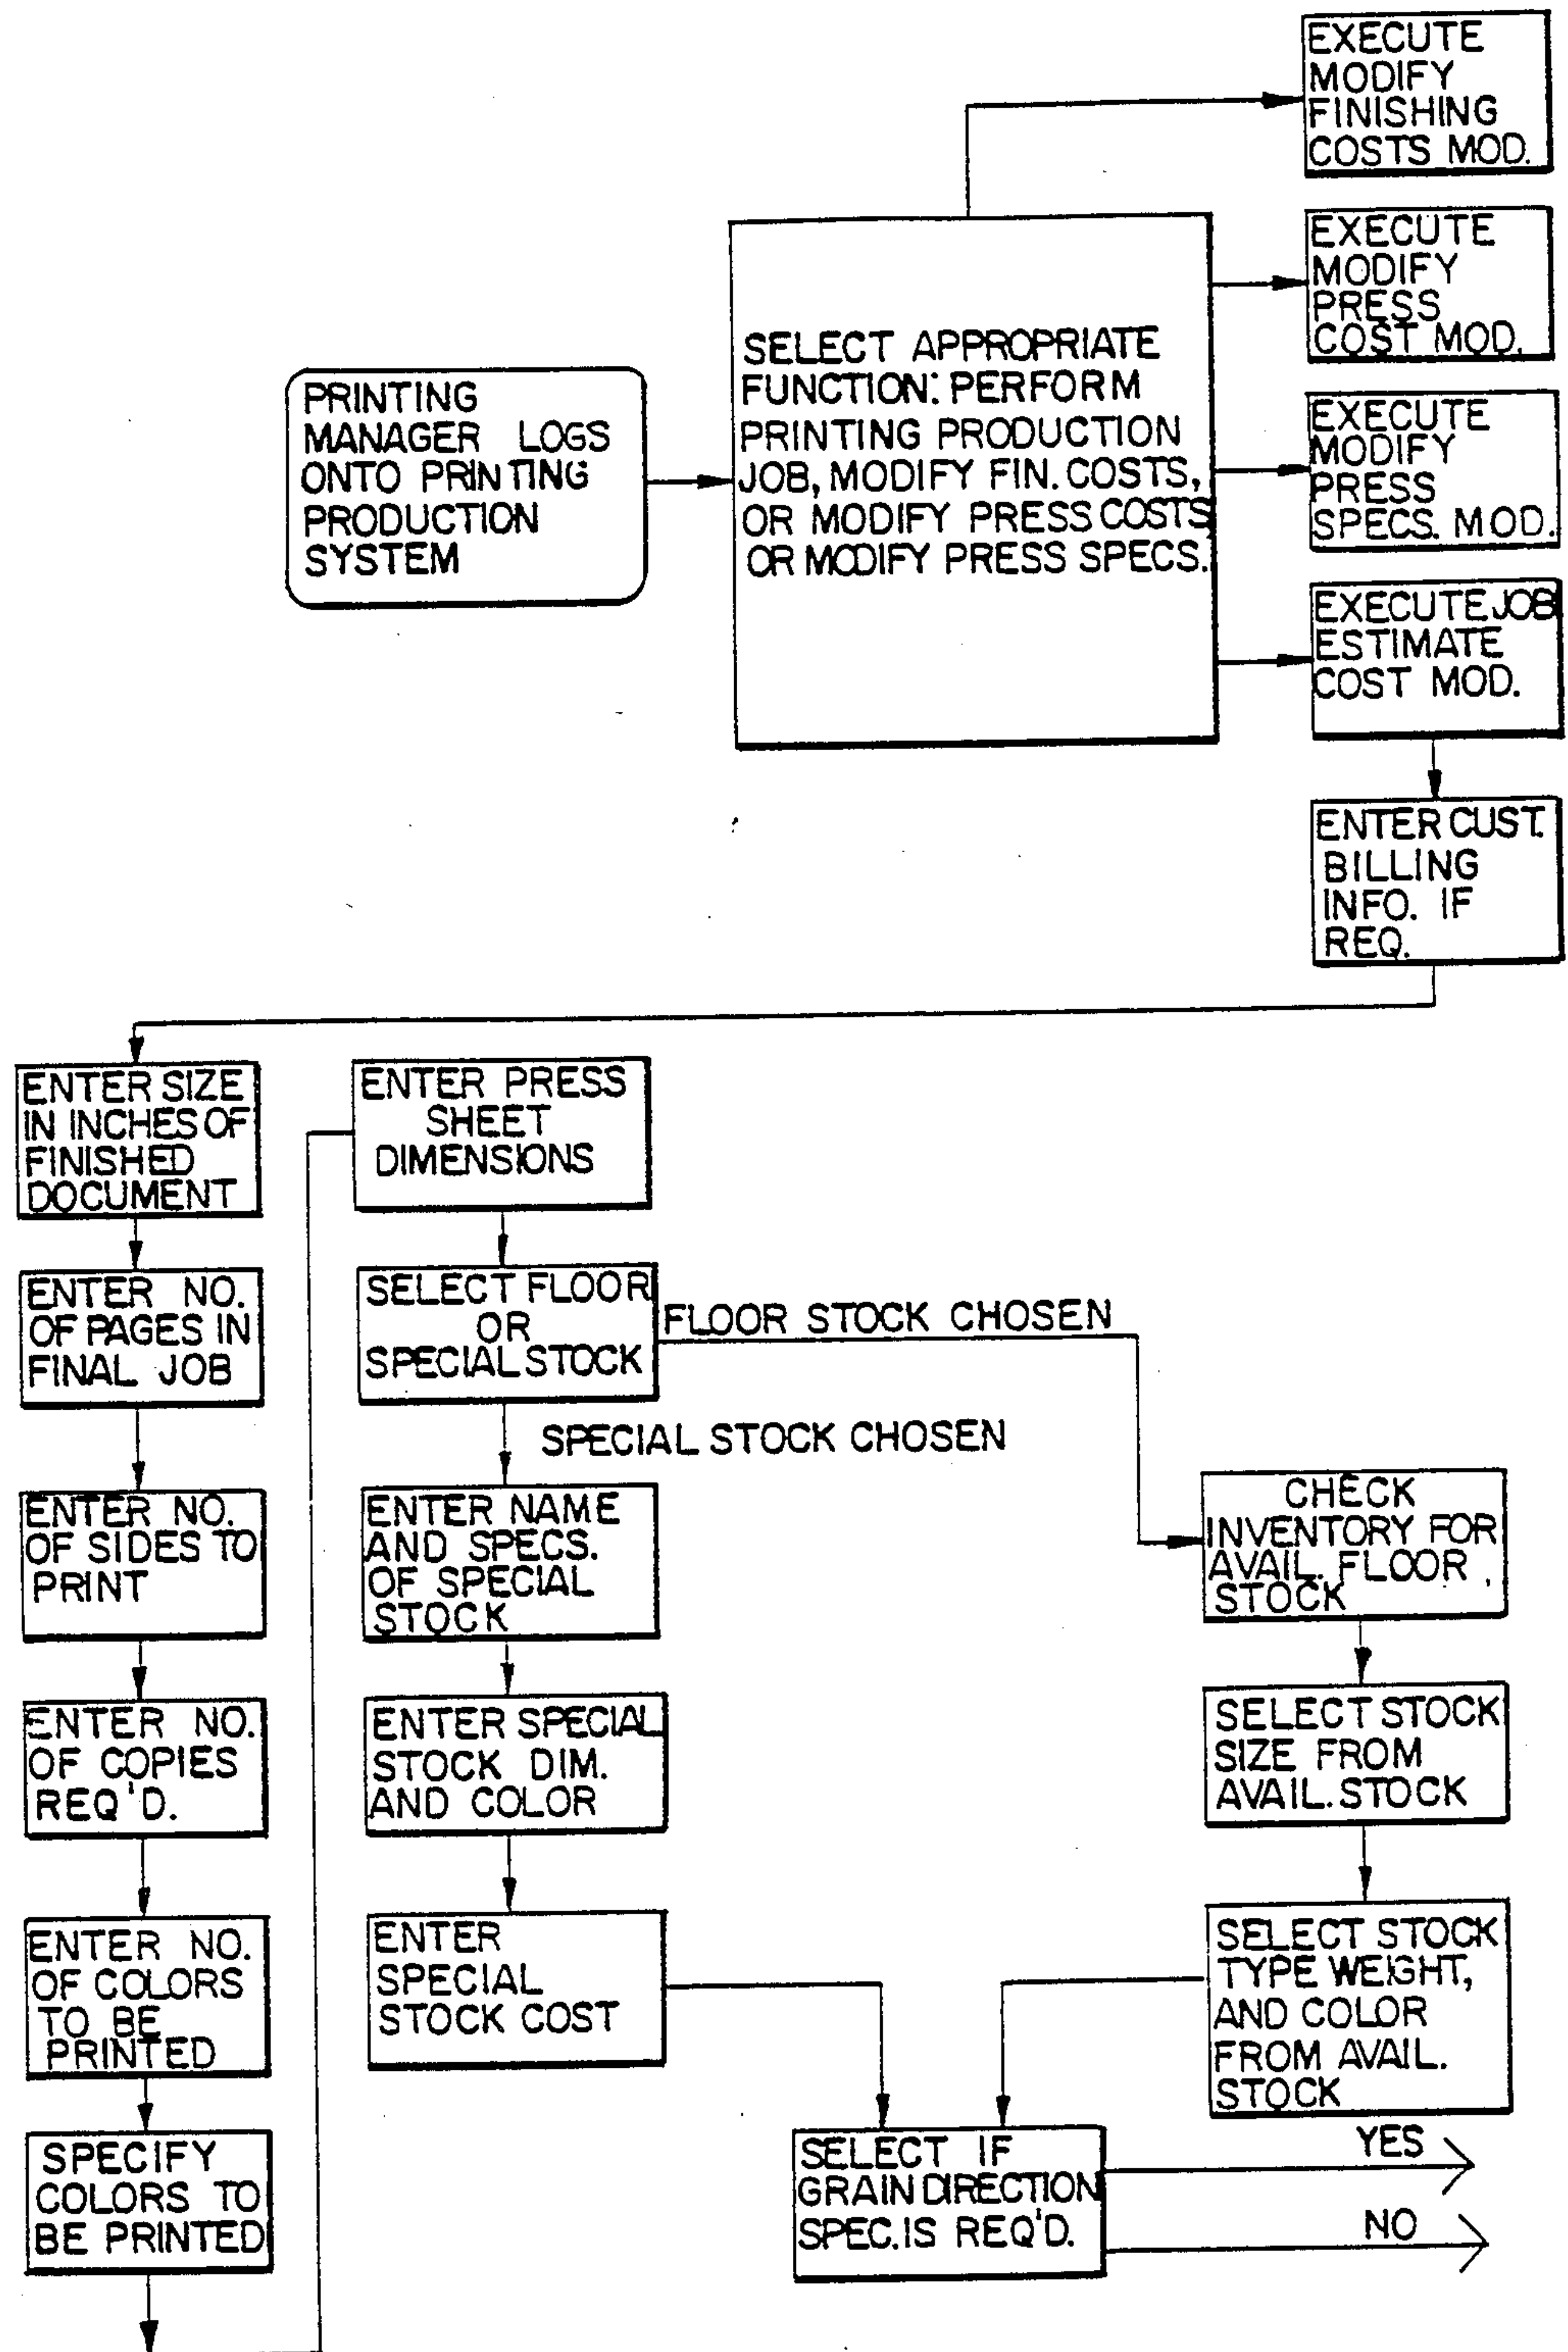 EXECUTE
MODIFY
FINISHING
COSTS MOD.
EXECUTE
MODIFY
PRESS
COST MOD.
PRINTING
MANAGER LOGS
ONTO PRINTING
PRODUCTION
SYSTEM
SELECT APPROPRIATE
FUNCTION: PERFORM
PRINTING PRODUCTION
JOB, MODIFY FIN. COSTS,
OR MODIFY PRESS COSTS
OR MODIFY PRESS SPECS.
EXECUTE
MODIFY
PRESS
SPECS. MOD.
EXECUTE JOB
ESTIMATE
COST MOD.
ENTER CUST.
BILLING
INFO. IF
REQ.
ENTER SIZE
IN INCHES OF
FINISHED
DOCUMENT
ENTER NO.
OF PAGES IN
FINAL JOB
ENTER NO.
OF SIDES TO
PRINT
ENTER NO.
OF COPIES
REQ'D.
ENTER NO.
OF COLORS
TO BE
PRINTED
SPECIFY
COLORS TO
BE PRINTED
ENTER PRESS
SHEET
DIMENSIONS
SELECT FLOOR
OR
SPECIAL STOCK
FLOOR STOCK CHOSEN
SPECIAL STOCK CHOSEN
ENTER NAME
AND SPECS.
OF SPECIAL
STOCK
ENTER SPECIAL
STOCK DIM.
AND COLOR
ENTER
SPECIAL
STOCK COST
CHECK
INVENTORY FOR
AVAIL. FLOOR
STOCK
SELECT STOCK
SIZE FROM
AVAIL. STOCK
SELECT STOCK
TYPE WEIGHT,
AND COLOR
FROM AVAIL.
STOCK
SELECT IF
GRAIN DIRECTION
SPEC. IS REQ'D.
YES
NO